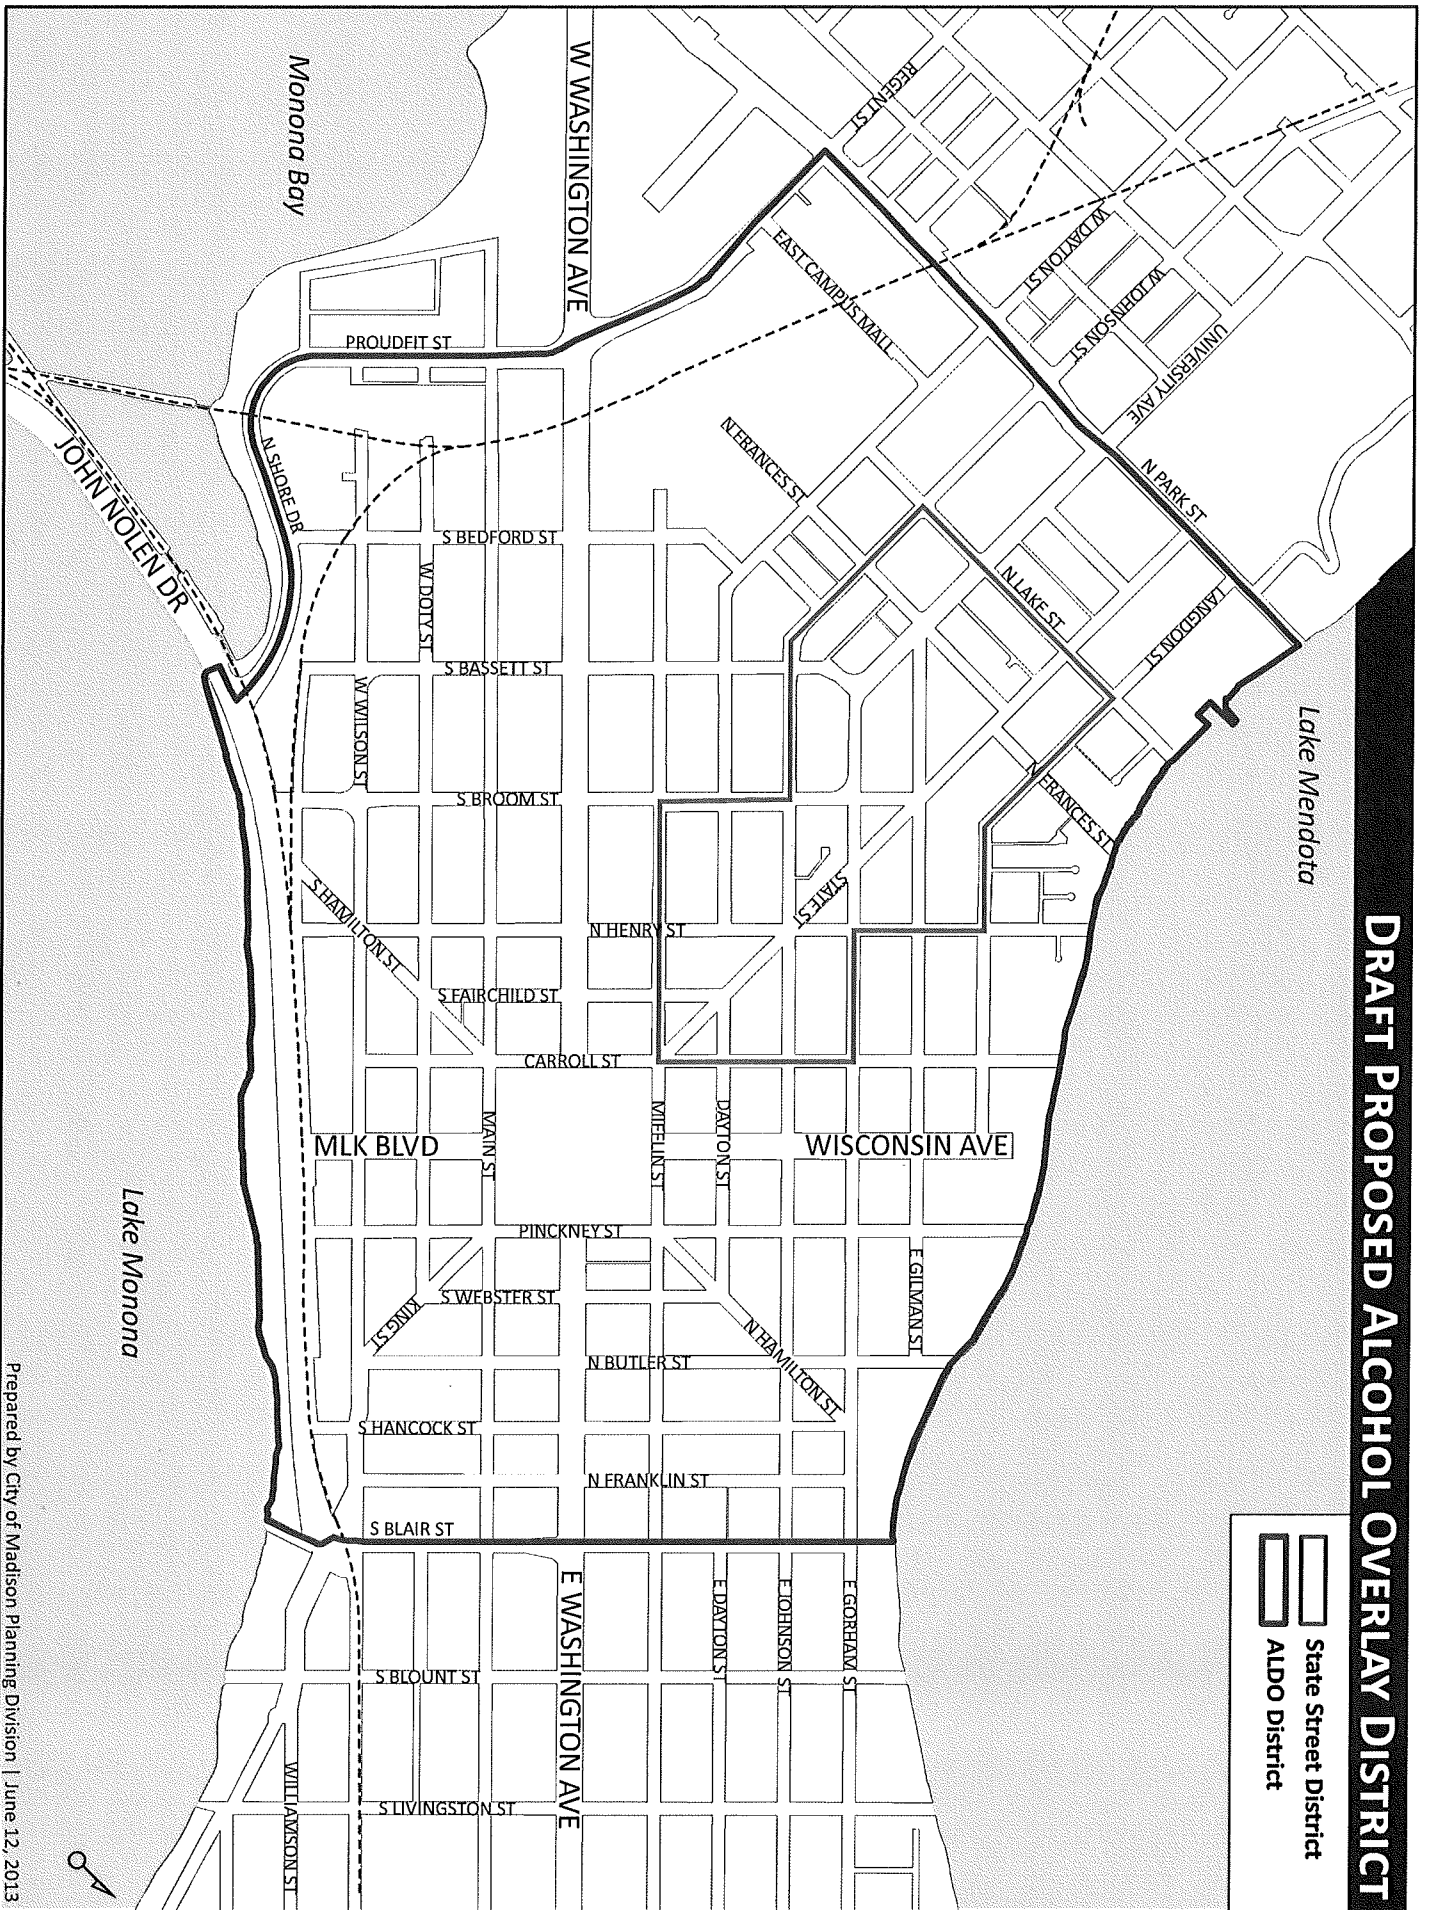 DRAFT PROPOSED ALCOHOL OVERLAY DISTRICT
State Street District
ALDO District
Lake Mendota
Monona Bay
Lake Monona
W WASHINGTON AVE
REGENT ST
W DAYTON ST
W JOHNSON ST
UNIVERSITY AVE
N PARK ST
EAST CAMPUS MALL
LANGDON ST
N LAKE ST
N FRANCES ST
N FRANCES ST
PROUDFIT ST
N SHORE DR
JOHN NOLEN DR
S BEDFORD ST
W DOTY ST
S BASSETT ST
W WILSON ST
S BROOM ST
STATE ST
S HAMILTON ST
N HENRY ST
S FAIRCHILD ST
CARROLL ST
MAIN ST
MIFFLIN ST
DAYTON ST
MLK BLVD
WISCONSIN AVE
PINCKNEY ST
E GILMAN ST
S WEBSTER ST
KING ST
N HAMILTON ST
N BUTLER ST
S HANCOCK ST
N FRANKLIN ST
S BLAIR ST
E WASHINGTON AVE
E DAYTON ST
E JOHNSON ST
E GORHAM ST
S BLOUNT ST
WILLIAMSON ST
S LIVINGSTON ST
Prepared by City of Madison Planning Division | June 12, 2013